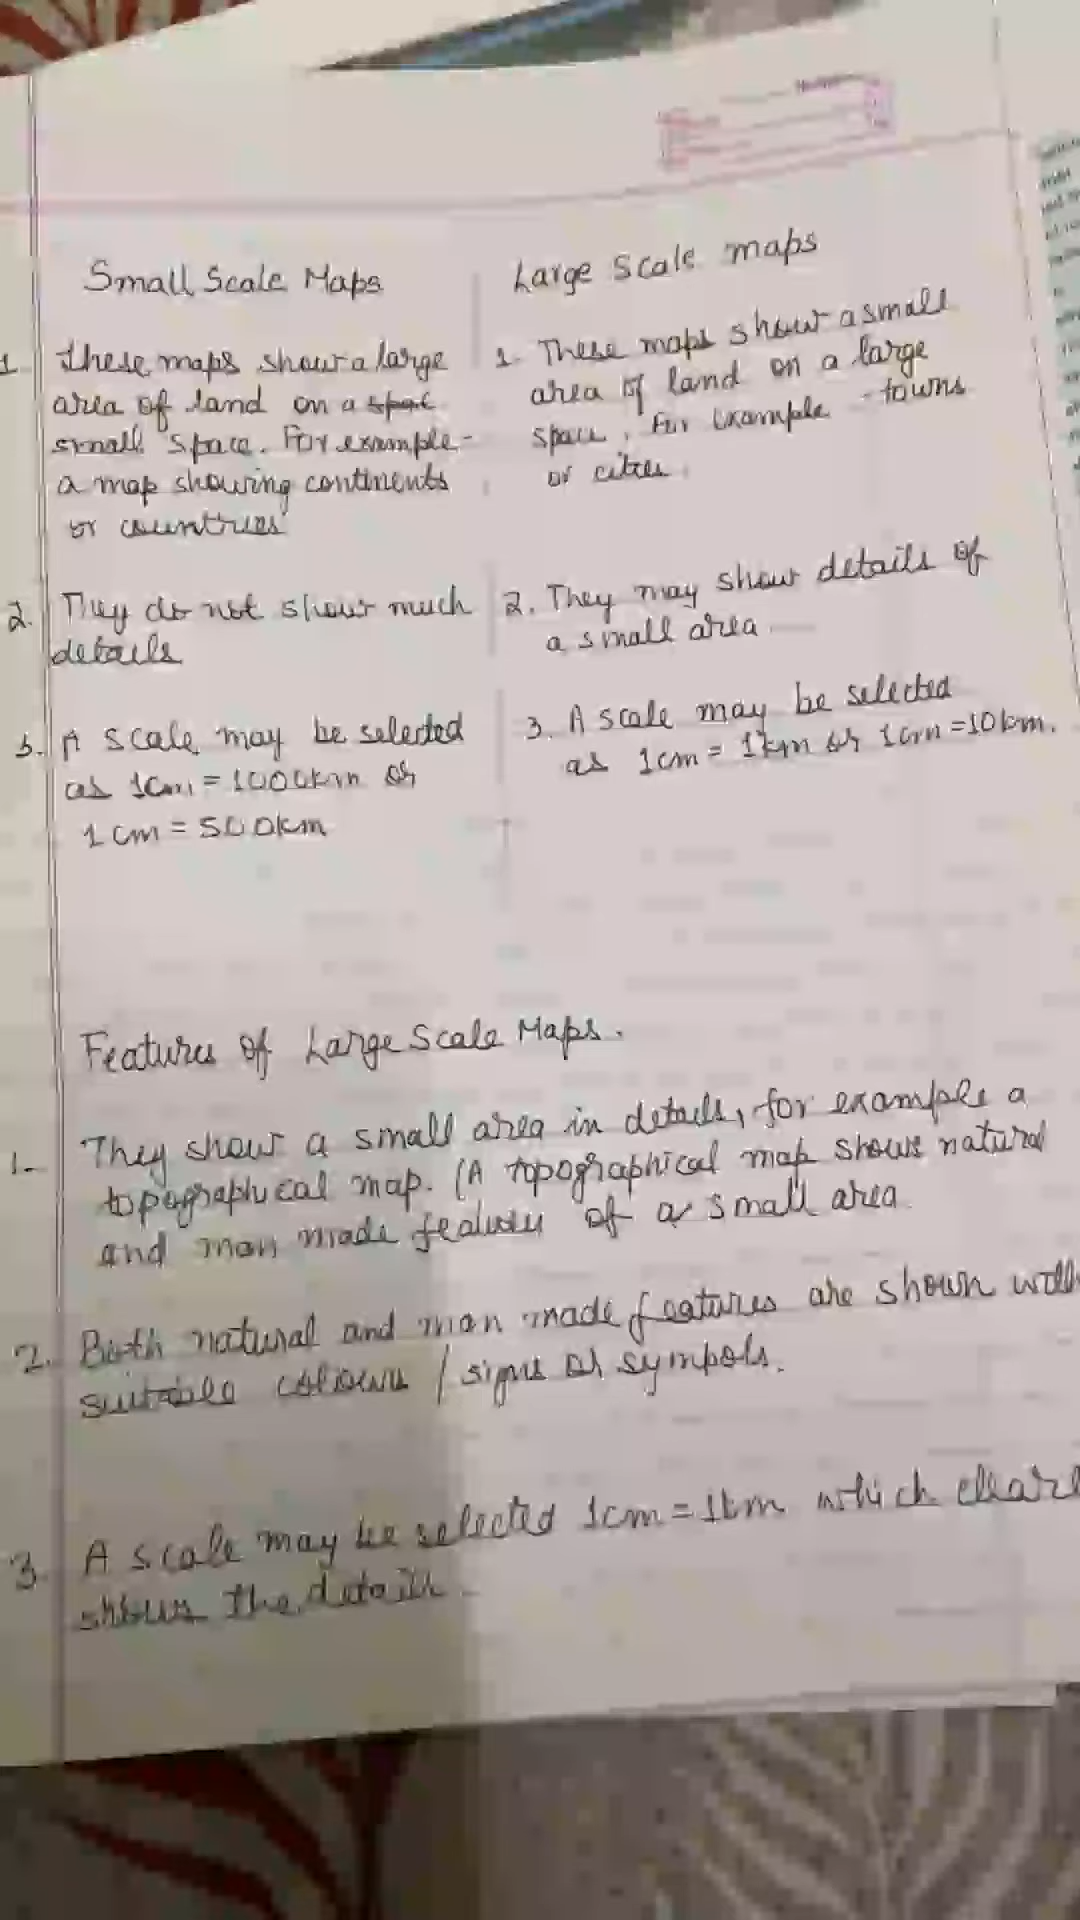 Small Scale Maps
1. These maps show a large
area of land on a
small space. For example -
a map showing continents
or countries
2. They do not show much
details
3. A scale may be selected
as 1cm = 1000km or
1 cm = 500km
Large Scale maps
1. These maps show a small
area of land on a large
space. For example - towns
or cities.
2. They may show details of
a small area
3. A scale may be selected
as 1cm = 1km or 1cm = 10km.
Features of Large Scale Maps.
1- They show a small area in details, for example a
topographical map. (A topographical map shows natural
and man made features of a small area
2. Both natural and man made features are shown with
suitable colours / signs or symbols.
3. A scale may be selected 1cm = 1km which
shows the details.